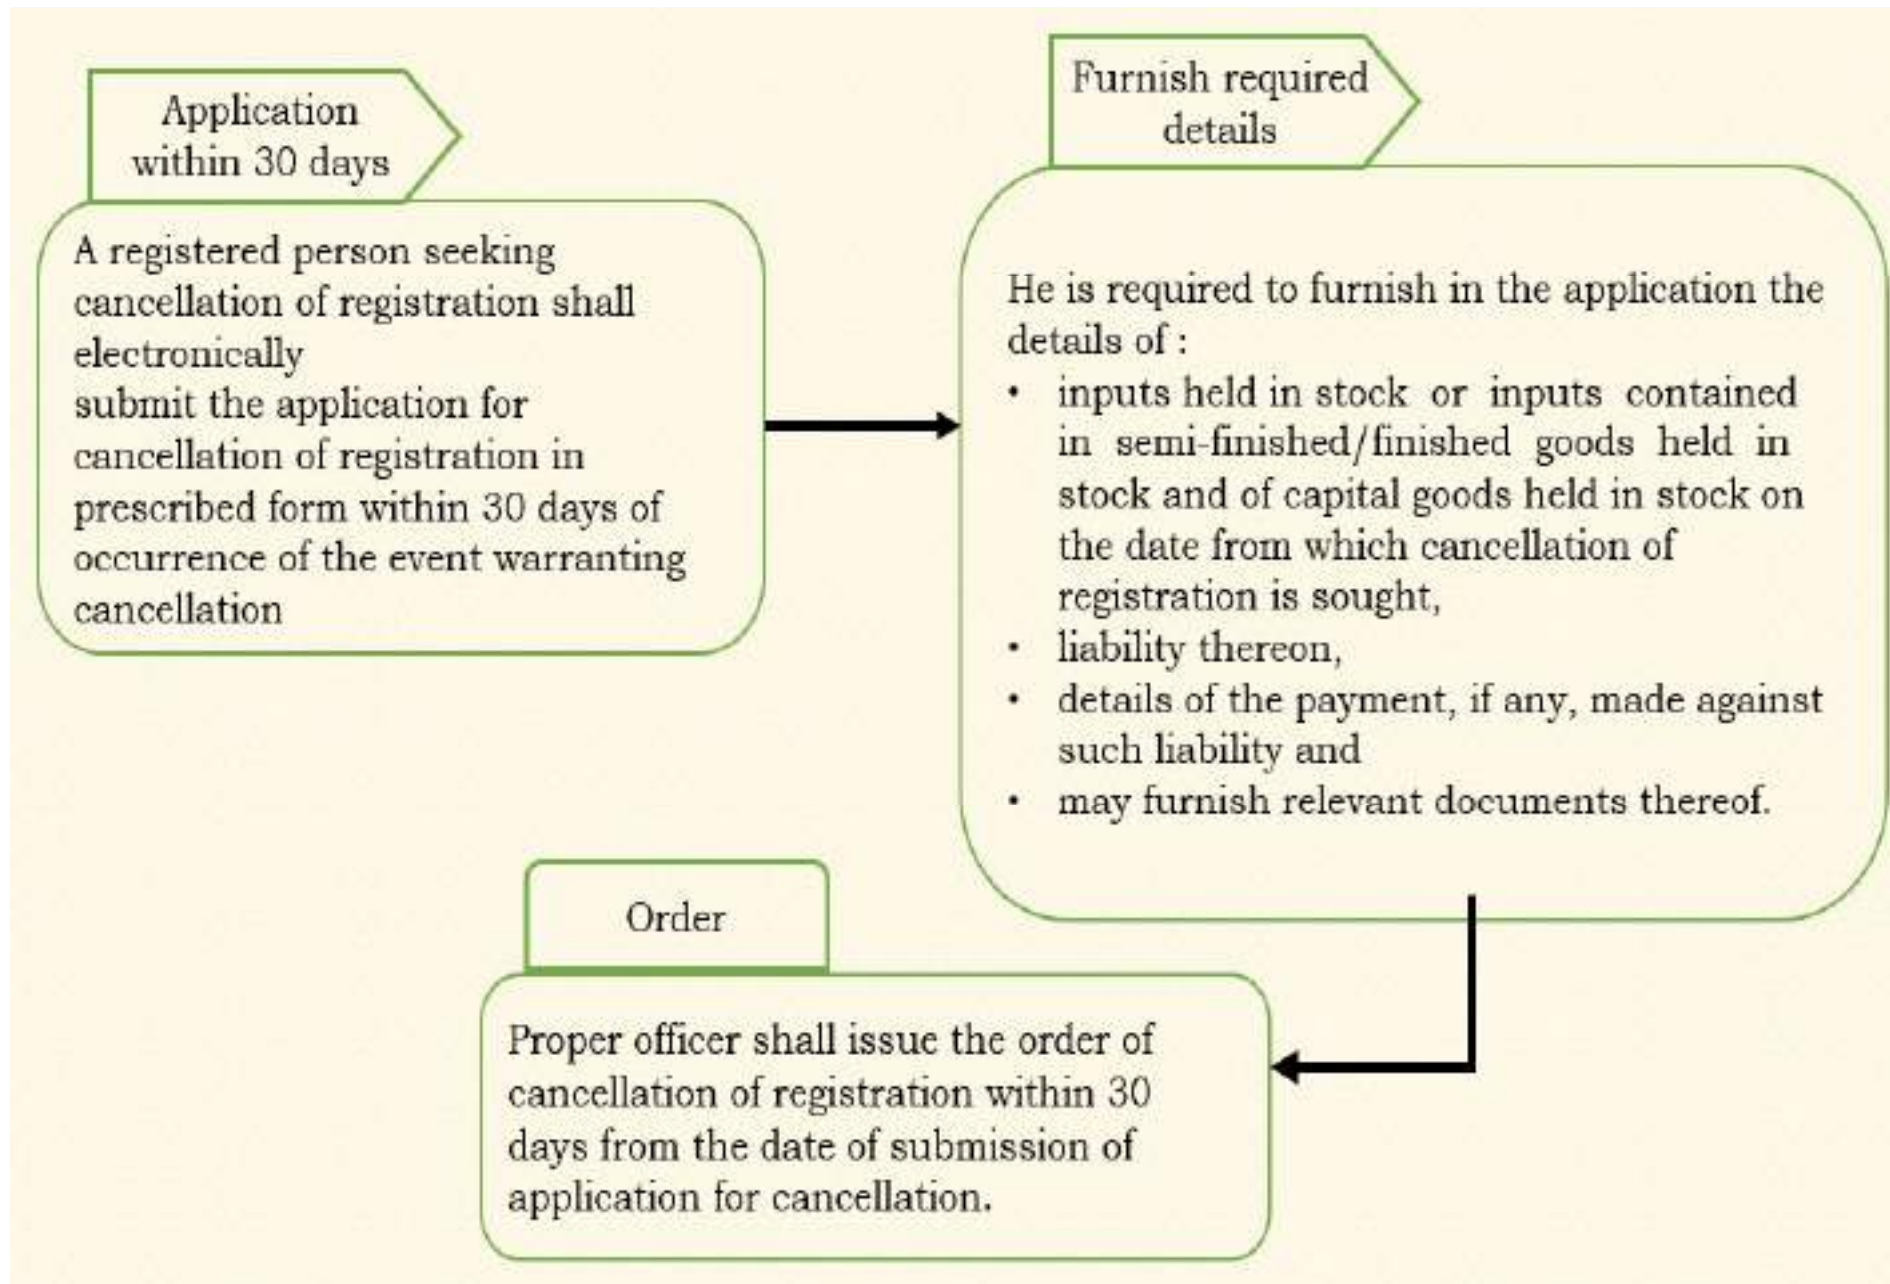 Application
within 30 days
A registered person seeking
cancellation of registration shall
electronically
submit the application for
cancellation of registration in
prescribed form within 30 days of
occurrence of the event warranting
cancellation
Furnish required
details
He is required to furnish in the application the
details of :
• inputs held in stock or inputs contained
in semi-finished/finished goods held in
stock and of capital goods held in stock on
the date from which cancellation of
registration is sought,
• liability thereon,
• details of the payment, if any, made against
such liability and
• may furnish relevant documents thereof.
Order
Proper officer shall issue the order of
cancellation of registration within 30
days from the date of submission of
application for cancellation.